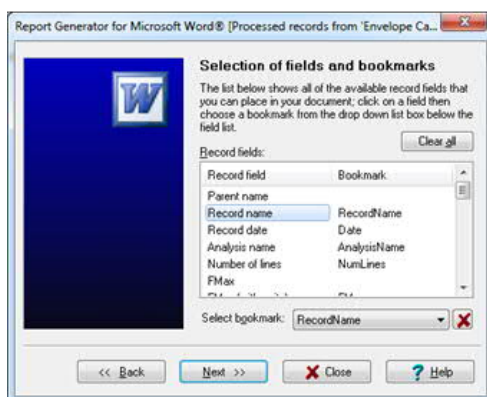 Report Generator for Microsoft Word® [Processed records from 'Envelope Ca...
W
Selection of fields and bookmarks
The list below shows all of the available record fields that
you can place in your document; click on a field then
choose a bookmark from the drop down list box below the
field list.
Clear all
Record fields:
Record field Bookmark
Parent name
Record name RecordName
Record date Date
Analysis name AnalysisName
Number of lines NumLines
FMax
Select bookmark: RecordName
<< Back Next >> Close ? Help